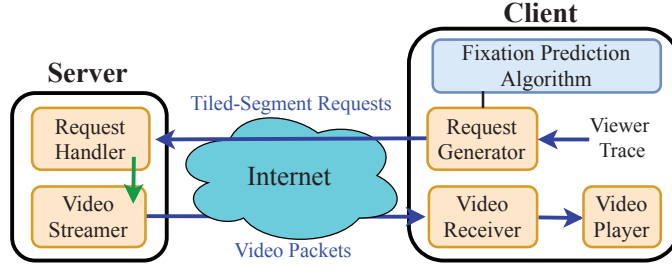 Client
Server
Fixation Prediction
Algorithm
Tiled-Segment Requests
Request
Handler
Request
Generator
Viewer
Trace
Internet
Video
Streamer
Video
Receiver
Video
Player
Video Packets